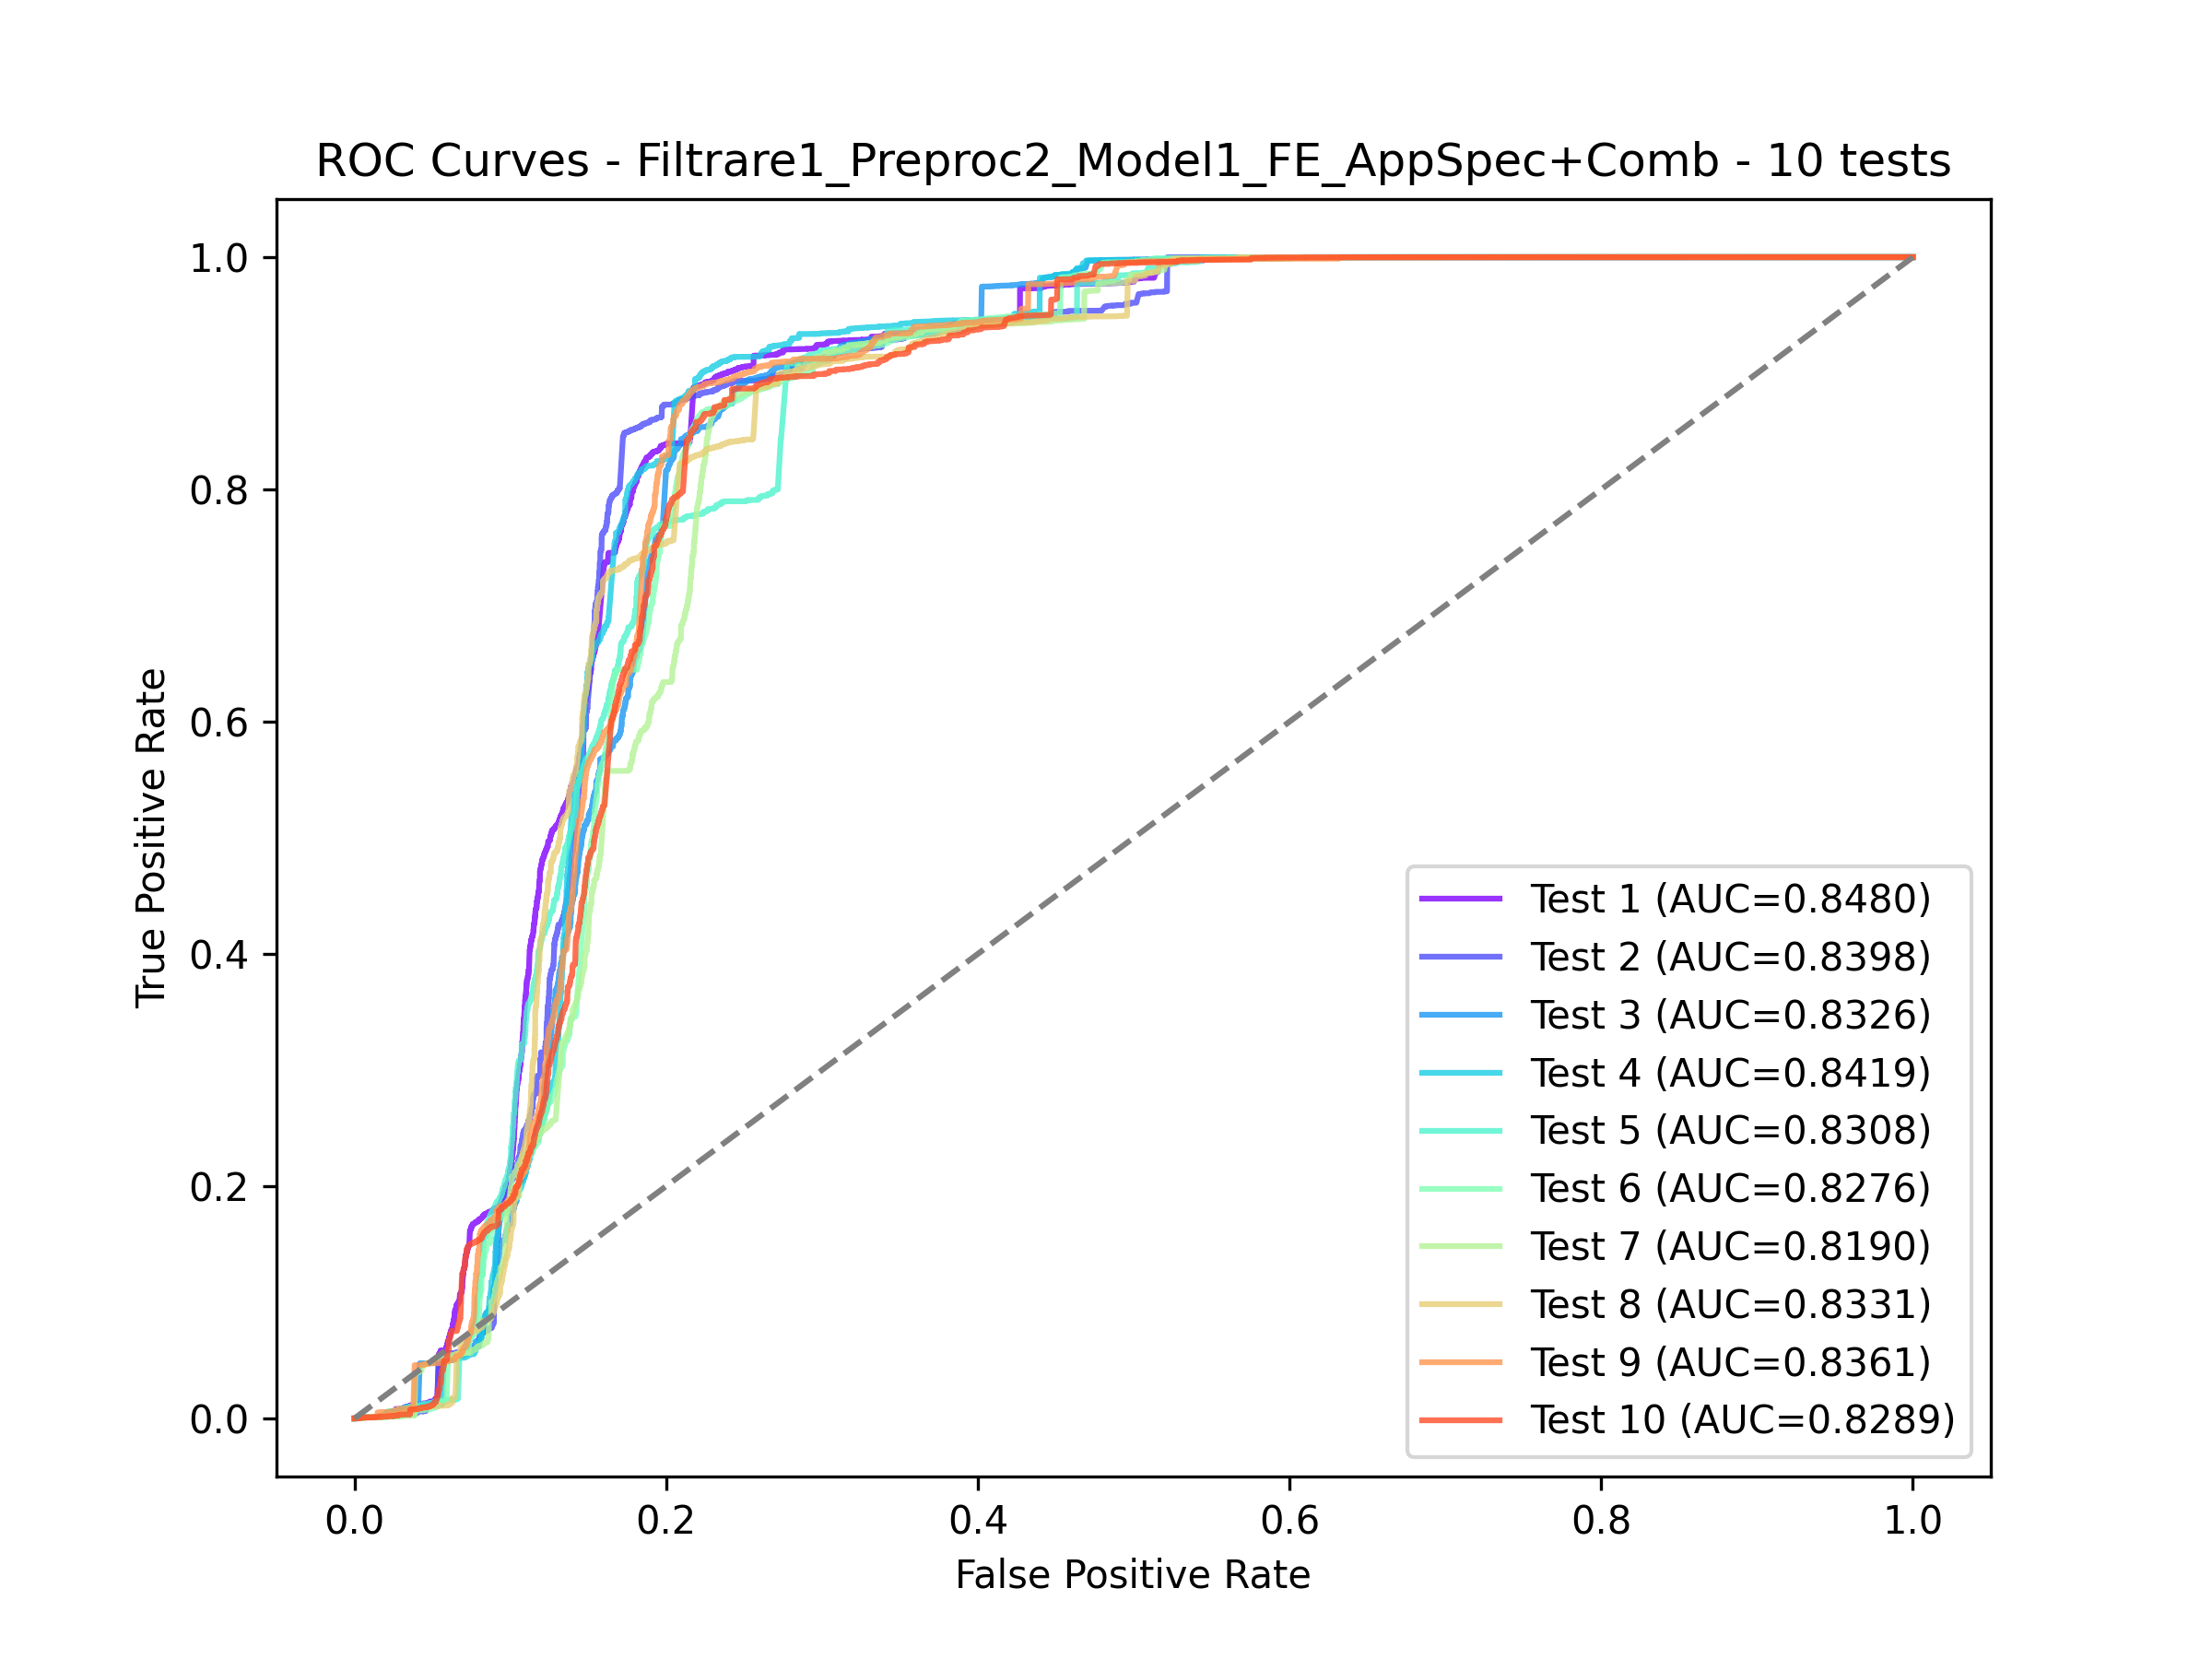 ROC Curves - Filtrare1_Preproc2_Model1_FE_AppSpec+Comb - 10 tests
True Positive Rate
1.0
0.8
0.6
0.4
0.2
0.0
Test 1 (AUC=0.8480)
Test 2 (AUC=0.8398)
Test 3 (AUC=0.8326)
Test 4 (AUC=0.8419)
Test 5 (AUC=0.8308)
Test 6 (AUC=0.8276)
Test 7 (AUC=0.8190)
Test 8 (AUC=0.8331)
Test 9 (AUC=0.8361)
Test 10 (AUC=0.8289)
0.0 0.2 0.4 0.6 0.8 1.0
False Positive Rate